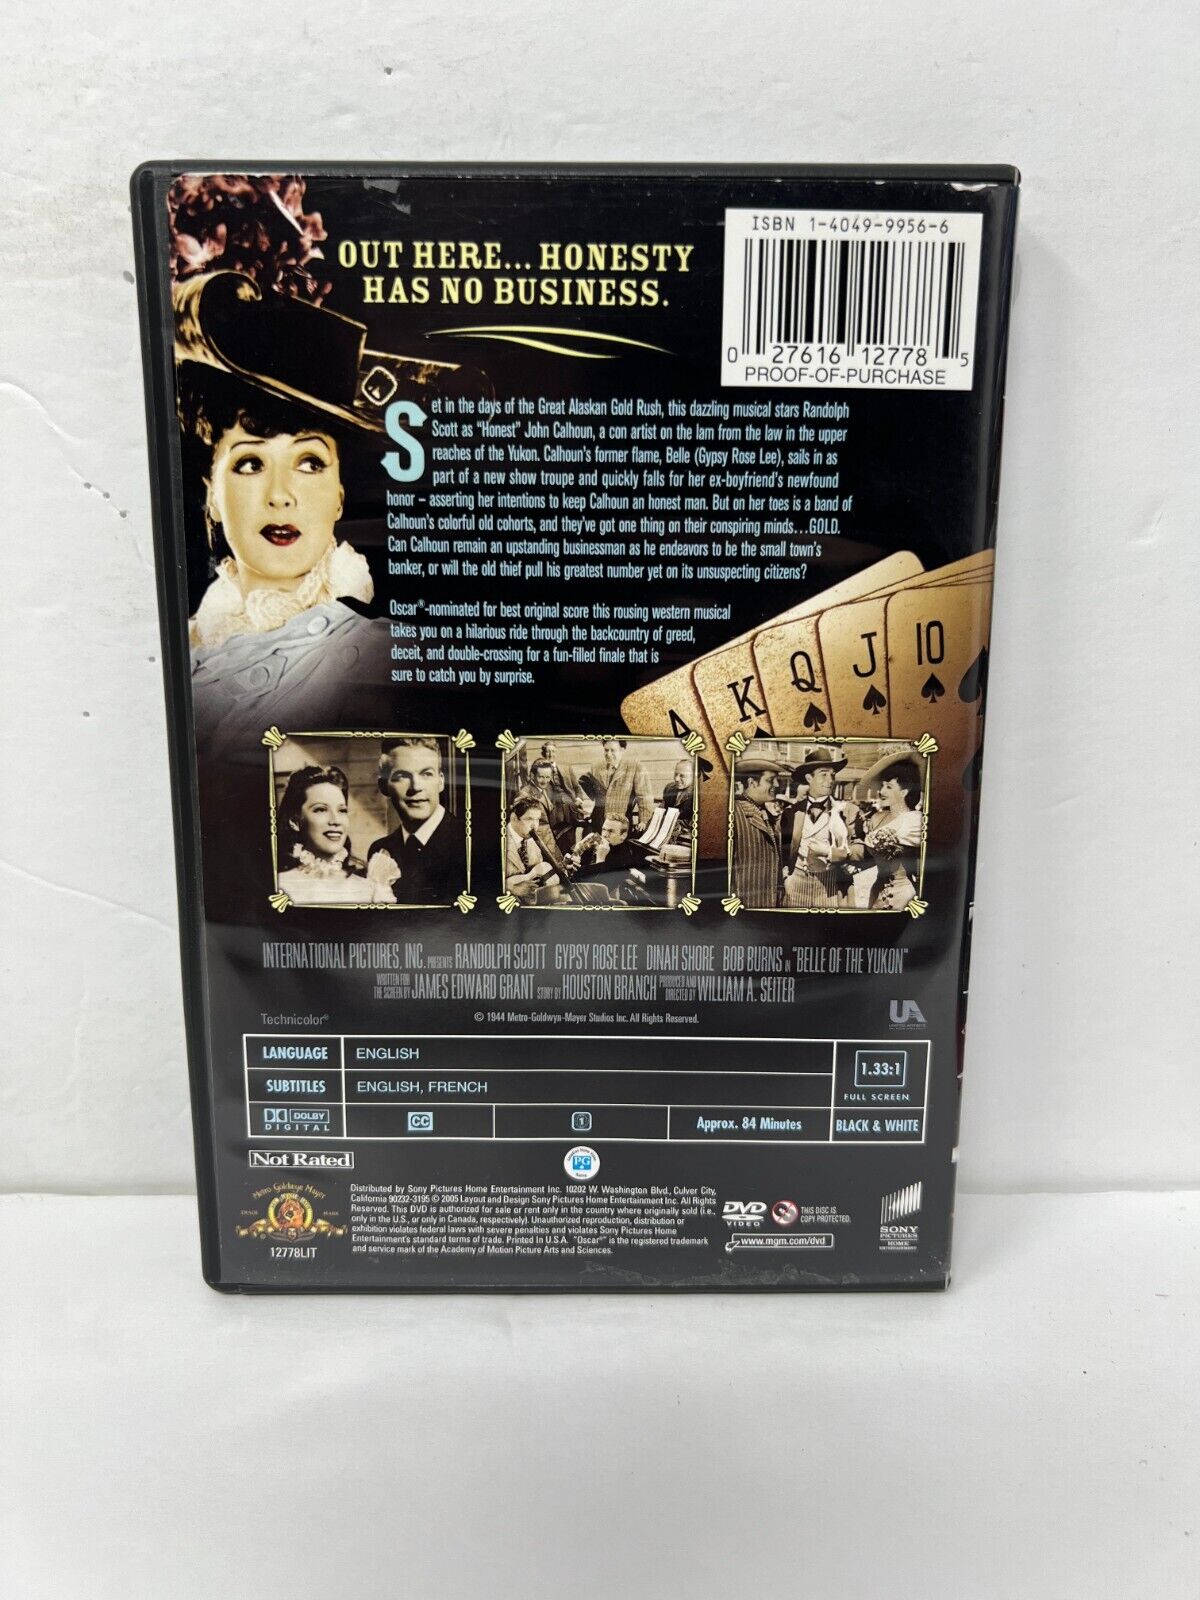 ISBN 1-4049-9956-6
OUT HERE... HONESTY
HAS NO BUSINESS.
0 27616 12778 5
PROOF-OF-PURCHASE
Set in the days of the Great Alaskan Gold Rush, this dazzling musical stars Randolph
Scott as "Honest" John Calhoun, a con artist on the lam from the law in the upper
reaches of the Yukon. Calhoun's former flame, Belle (Gypsy Rose Lee), sails in as
part of a new show troupe and quickly falls for her ex-boyfriend's newfound
honor – asserting her intentions to keep Calhoun an honest man. But on her toes is a band of
Calhoun's colorful old cohorts, and they've got one thing on their conspiring minds...GOLD.
Can Calhoun remain an upstanding businessman as he endeavors to be the small town's
banker, or will the old thief pull his greatest number yet on its unsuspecting citizens?
Oscar®-nominated for best original score this rousing western musical
takes you on a hilarious ride through the backcountry of greed,
deceit, and double-crossing for a fun-filled finale that is
sure to catch you by surprise.
A K Q J 10
INTERNATIONAL PICTURES, INC. PRESENTS RANDOLPH SCOTT GYPSY ROSE LEE DINAH SHORE BOB BURNS IN "BELLE OF THE YUKON"
WRITTEN FOR THE SCREEN BY JAMES EDWARD GRANT STORY BY HOUSTON BRANCH PRODUCED AND DIRECTED BY WILLIAM A. SEITER
Technicolor®
© 1944 Metro-Goldwyn-Mayer Studios Inc. All Rights Reserved.
UA
LANGUAGE ENGLISH
SUBTITLES ENGLISH, FRENCH
1.33:1
FULL SCREEN
DOLBY
DIGITAL
CC
1
Approx. 84 Minutes
BLACK & WHITE
Not Rated
PG
Metro Goldwyn Mayer
TRADE MARK
12778LIT
Distributed by Sony Pictures Home Entertainment Inc. 10202 W. Washington Blvd., Culver City,
California 90232-3195 © 2005 Layout and Design Sony Pictures Home Entertainment Inc. All Rights
Reserved. This DVD is authorized for sale or rent only in the country where originally sold (i.e.,
only in the U.S., or only in Canada, respectively). Unauthorized reproduction, distribution or
exhibition violates federal laws with severe penalties and violates Sony Pictures Home
Entertainment's standard terms of trade. Printed In U.S.A. "Oscar®" is the registered trademark
and service mark of the Academy of Motion Picture Arts and Sciences.
DVD
VIDEO
THIS DISC IS
COPY PROTECTED.
www.mgm.com/dvd
SONY
PICTURES
HOME
ENTERTAINMENT